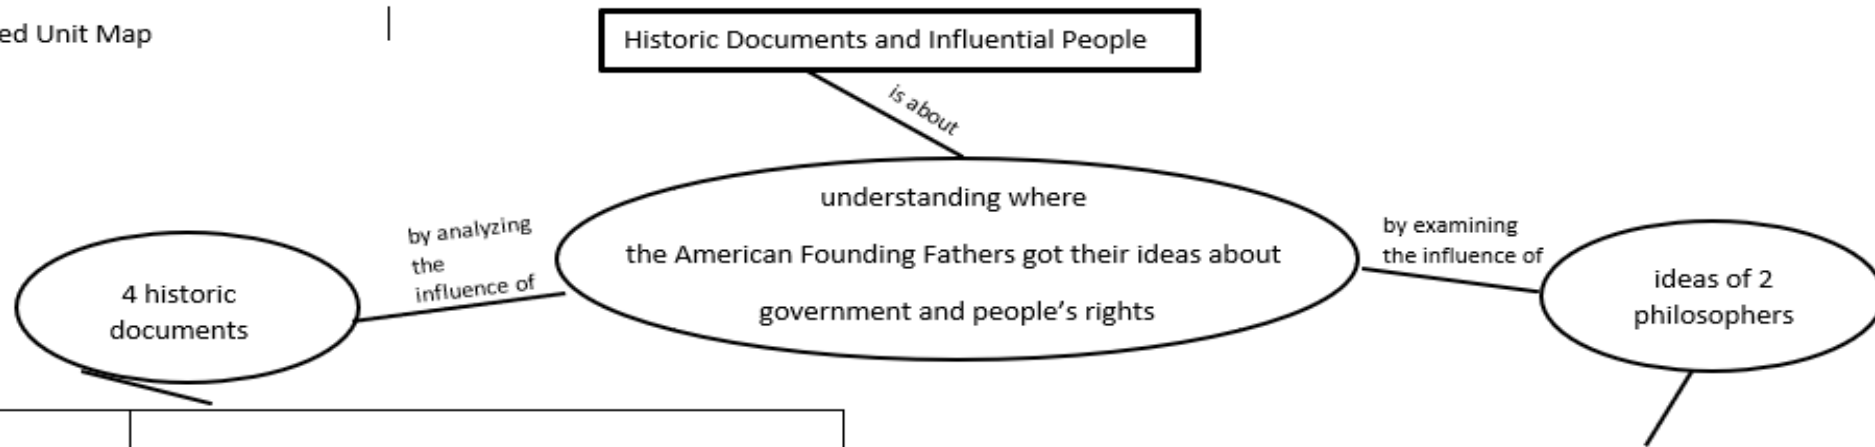 ed Unit Map
Historic Documents and Influential People
is about
understanding where
the American Founding Fathers got their ideas about
government and people's rights
by analyzing
the
influence of
4 historic
documents
by examining
the influence of
ideas of 2
philosophers